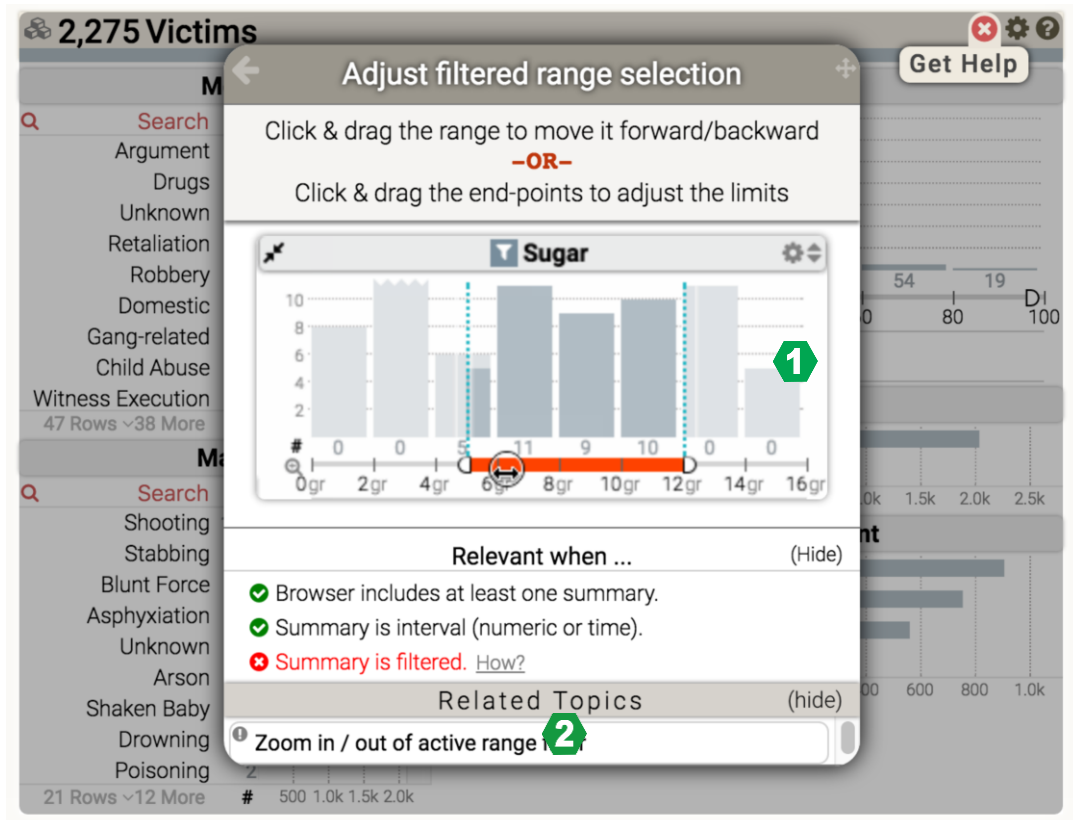 2,275 Victims
Get Help
M
Search
Argument
Drugs
Unknown
Retaliation
Robbery
Domestic
Gang-related
Child Abuse
Witness Execution
47 Rows 38 More
Ma
Search
Shooting
Stabbing
Blunt Force
Asphyxiation
Unknown
Arson
Shaken Baby
Drowning
Poisoning
2
21 Rows 12 More
# 500 1.0k 1.5k 2.0k
Adjust filtered range selection
Click & drag the range to move it forward/backward
–OR–
Click & drag the end-points to adjust the limits
Sugar
10
8
6
4
2
# 0 0 5 11 9 10 0 0
0gr 2gr 4gr 6gr 8gr 10gr 12gr 14gr 16gr
1
Relevant when ... (Hide)
Browser includes at least one summary.
Summary is interval (numeric or time).
Summary is filtered. How?
Related Topics (hide)
Zoom in / out of active range
2
54 19
80 100
1.5k 2.0k 2.5k
nt
600 800 1.0k